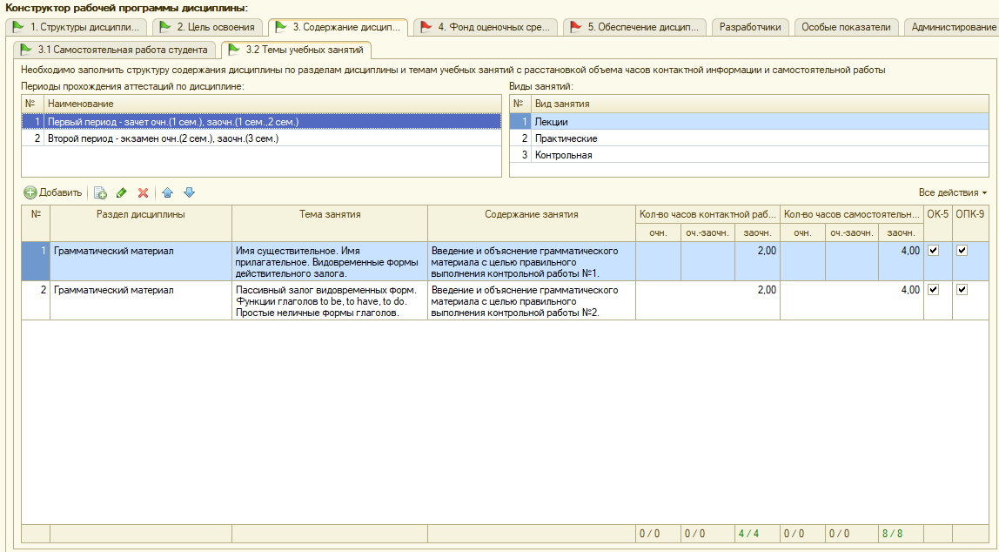 Конструктор рабочей программы дисциплины:
1. Структуры дисципли... 2. Цель освоения 3. Содержание дисцип... 4. Фонд оценочных сре... 5. Обеспечение дисцип... Разработчики Особые показатели Администрирование
3.1 Самостоятельная работа студента 3.2 Темы учебных занятий
Необходимо заполнить структуру содержания дисциплины по разделам дисциплины и темам учебных занятий с расстановкой объема часов контактной информации и самостоятельной работы
Периоды прохождения аттестаций по дисциплине: Виды занятий:
№ Наименование № Вид занятия
1 Первый период - зачет очн.(1 сем.), заочн.(1 сем.,2 сем.) 1 Лекции
2 Второй период - экзамен очн.(2 сем.), заочн.(3 сем.) 2 Практические
3 Контрольная
Добавить Все действия
№ Раздел дисциплины Тема занятия Содержание занятия Кол-во часов контактной раб... Кол-во часов самостоятельн... ОК-5 ОПК-9
очн. оч.-заочн. заочн. очн. оч.-заочн. заочн.
1 Грамматический материал Имя существительное. Имя Введение и объяснение грамматического 2,00 4,00
прилагательное. Видовременные формы материала с целью правильного
действительного залога. выполнения контрольной работы №1.
2 Грамматический материал Пассивный залог видовременных форм. Введение и объяснение грамматического 2,00 4,00
Функции глаголов to be, to have, to do. материала с целью правильного
Простые неличные формы глаголов. выполнения контрольной работы №2.
0 / 0 0 / 0 4 / 4 0 / 0 0 / 0 8 / 8